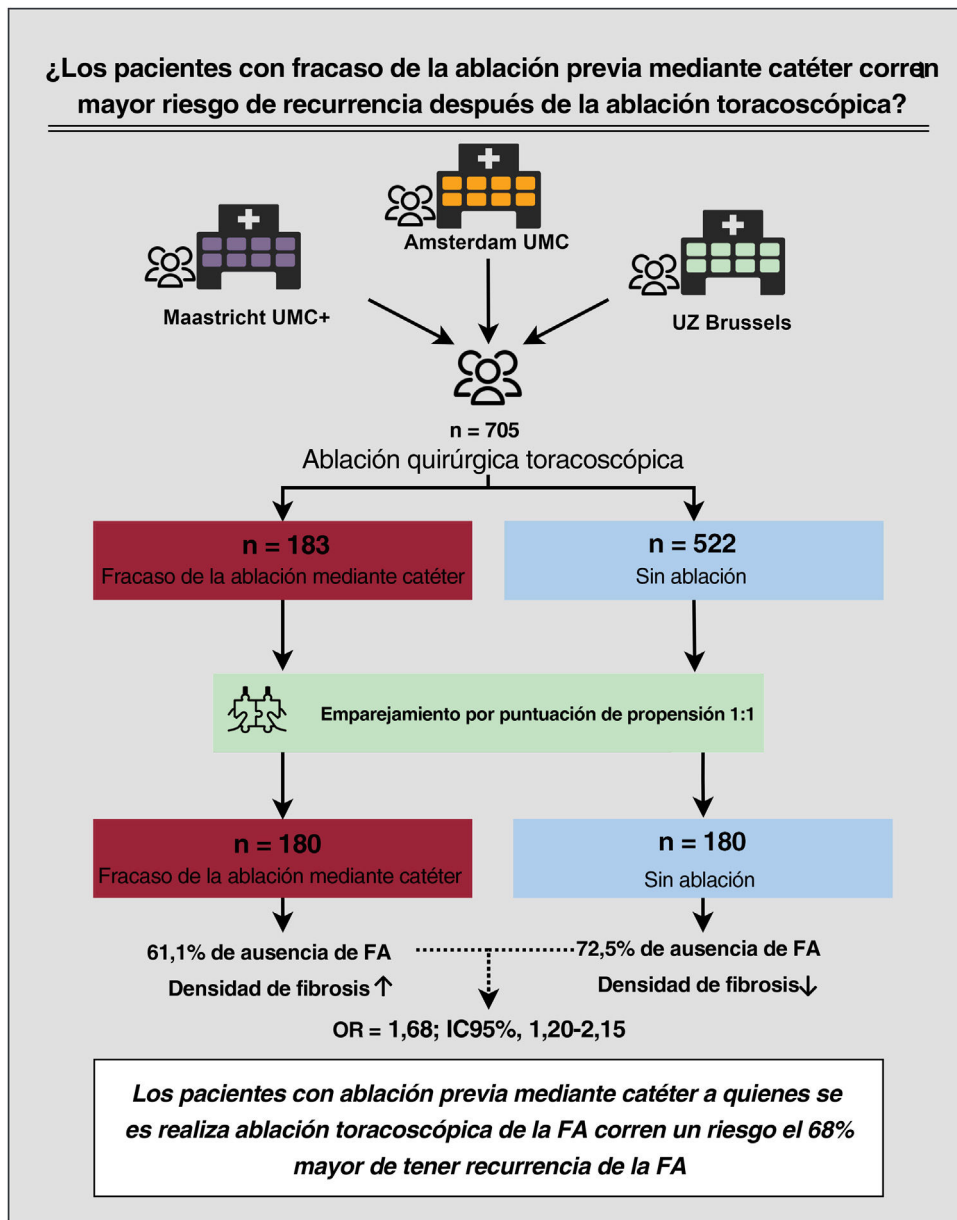 ¿Los pacientes con fracaso de la ablación previa mediante catéter corren
mayor riesgo de recurrencia después de la ablación toracoscópica?
Amsterdam UMC
Maastricht UMC+
UZ Brussels
n = 705
Ablación quirúrgica toracoscópica
n = 183
Fracaso de la ablación mediante catéter
n = 522
Sin ablación
Emparejamiento por puntuación de propensión 1:1
n = 180
Fracaso de la ablación mediante catéter
n = 180
Sin ablación
61,1% de ausencia de FA
Densidad de fibrosis ↑
72,5% de ausencia de FA
Densidad de fibrosis↓
OR = 1,68; IC95%, 1,20-2,15
Los pacientes con ablación previa mediante catéter a quienes se
es realiza ablación toracoscópica de la FA corren un riesgo el 68%
mayor de tener recurrencia de la FA